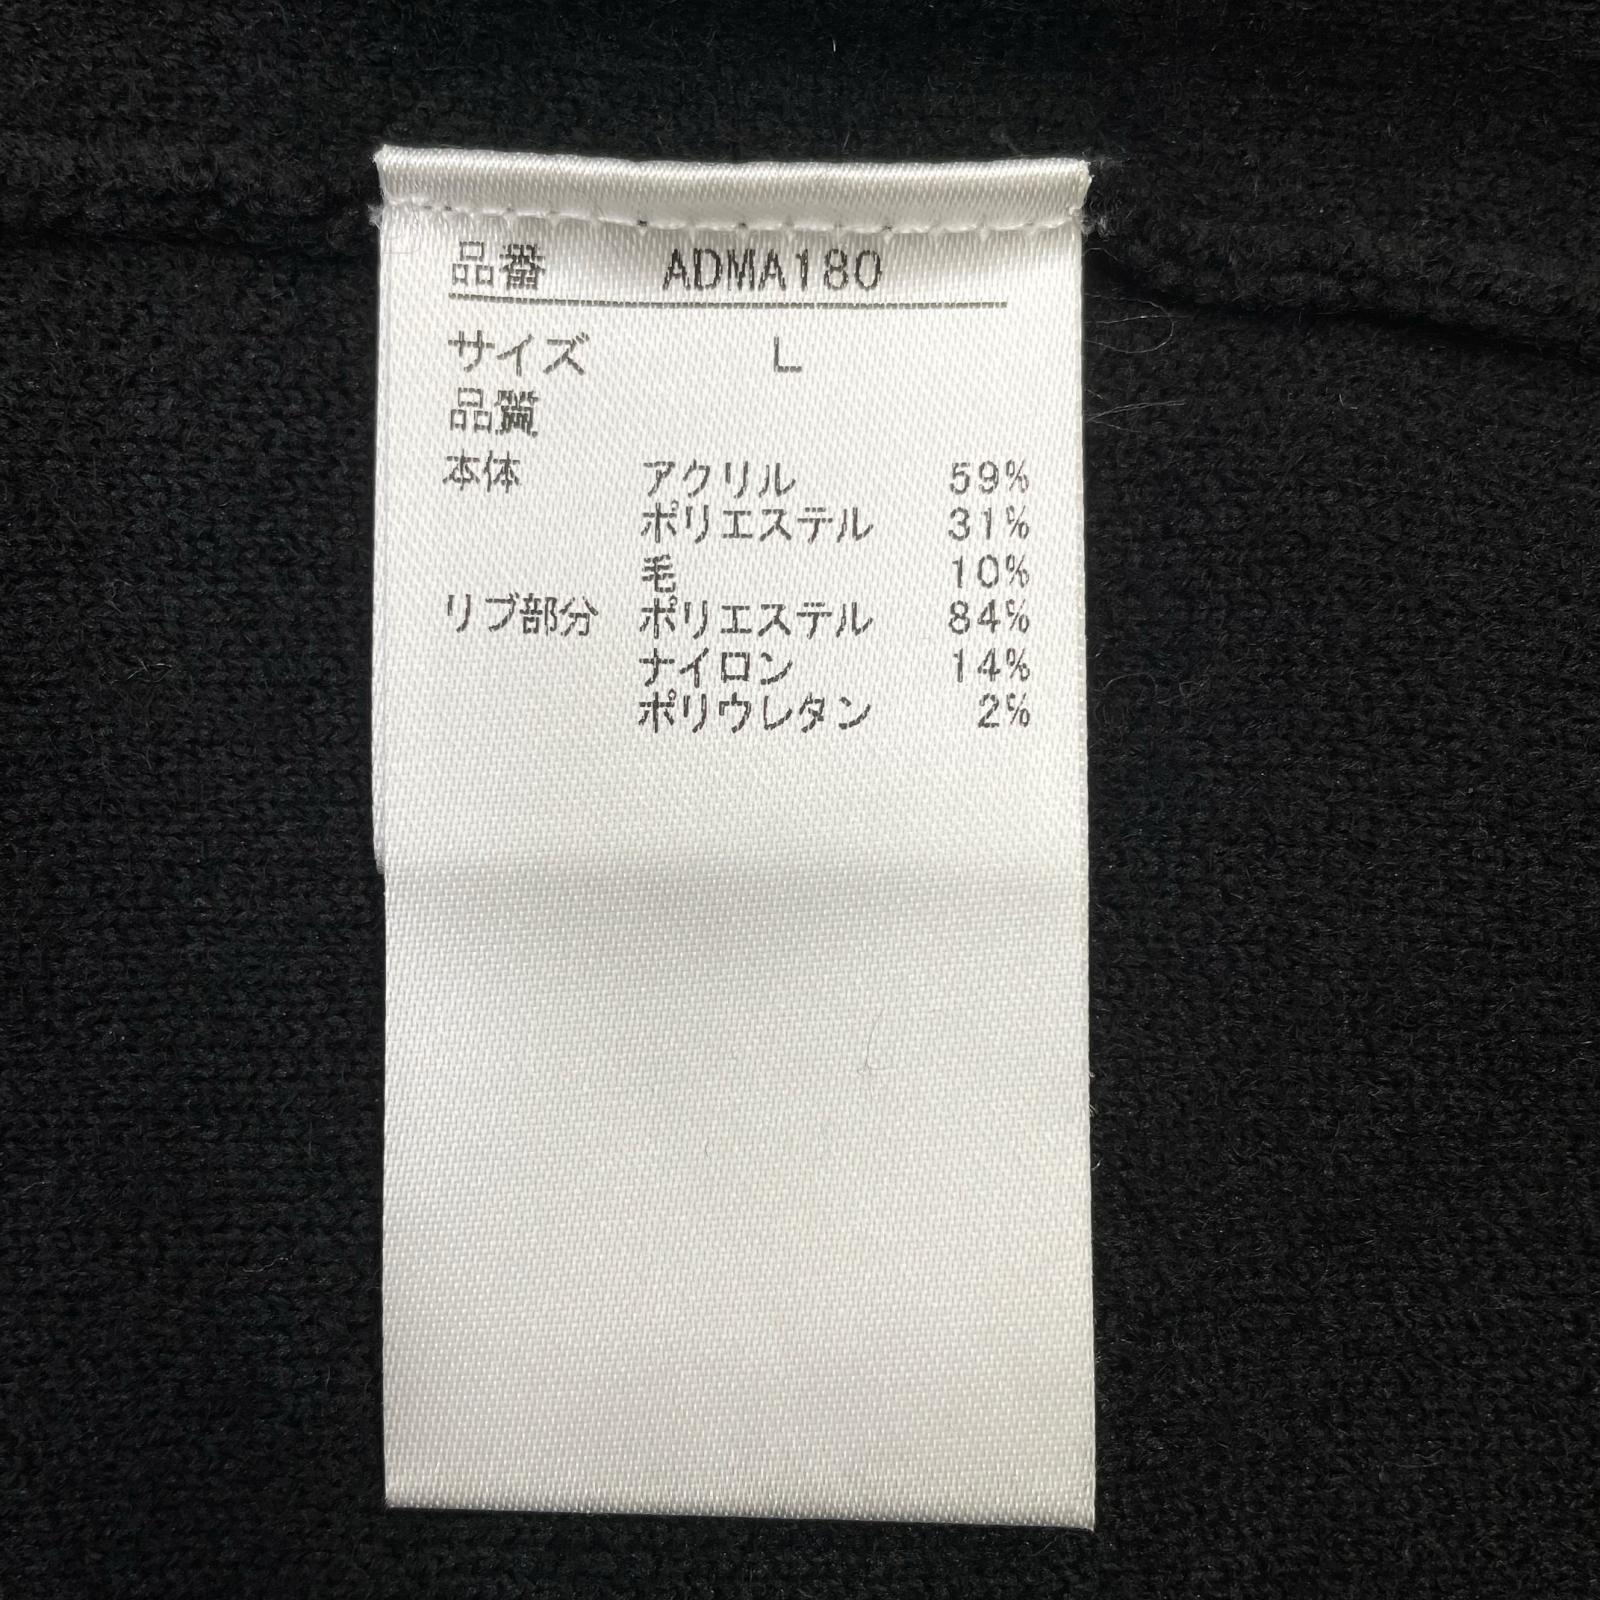 品番 ADMA180
サイズ L
品質
本体 アクリル 59%
ポリエステル 31%
毛 10%
リブ部分 ポリエステル 84%
ナイロン 14%
ポリウレタン 2%